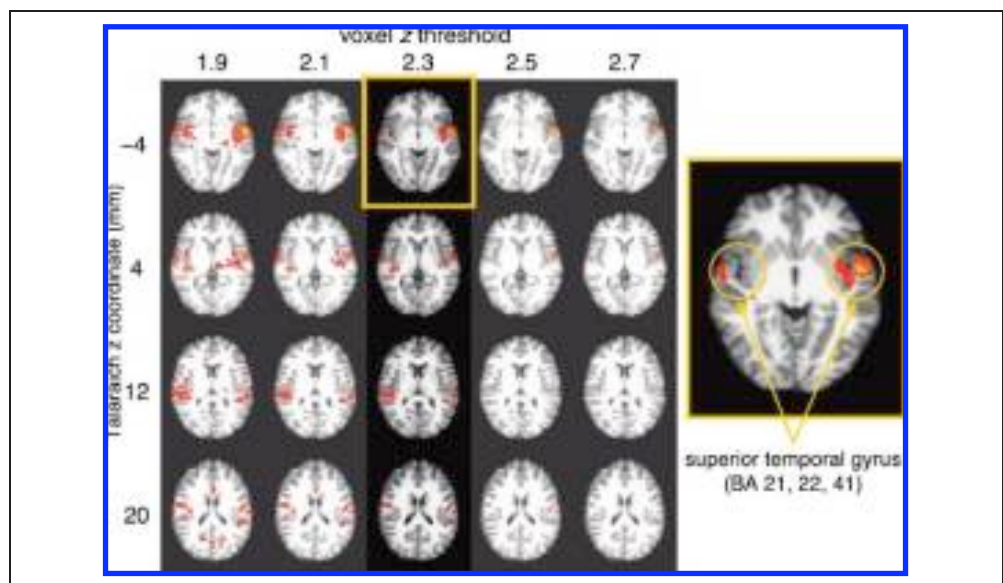 voxel z threshold
1.9 2.1 2.3 2.5 2.7
−4
4
12
20
Talairach z coordinate (mm)
superior temporal gyrus
(BA 21, 22, 41)